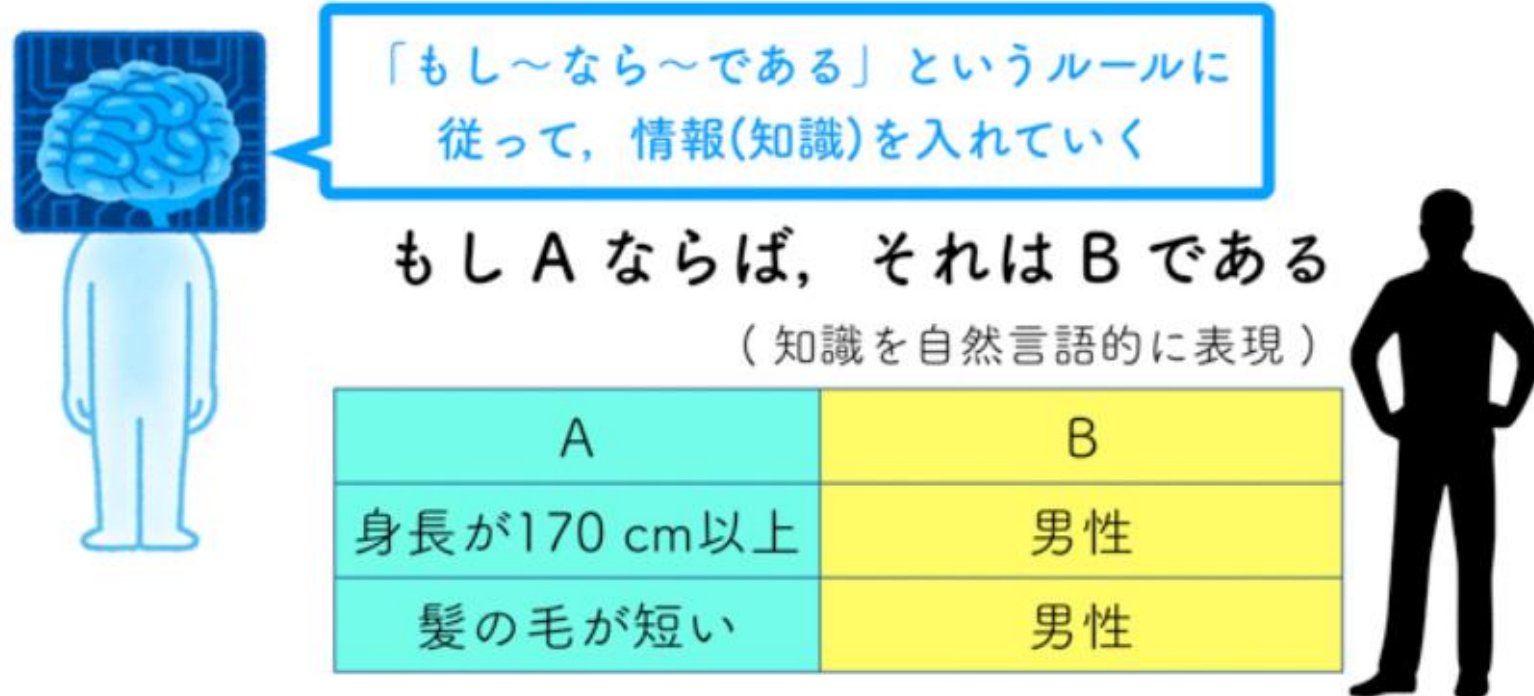 「もし～なら～である」というルールに
従って，情報(知識)を入れていく
もし A ならば，それは B である
( 知識を自然言語的に表現 )
A B
身長が170 cm以上 男性
髪の毛が短い 男性